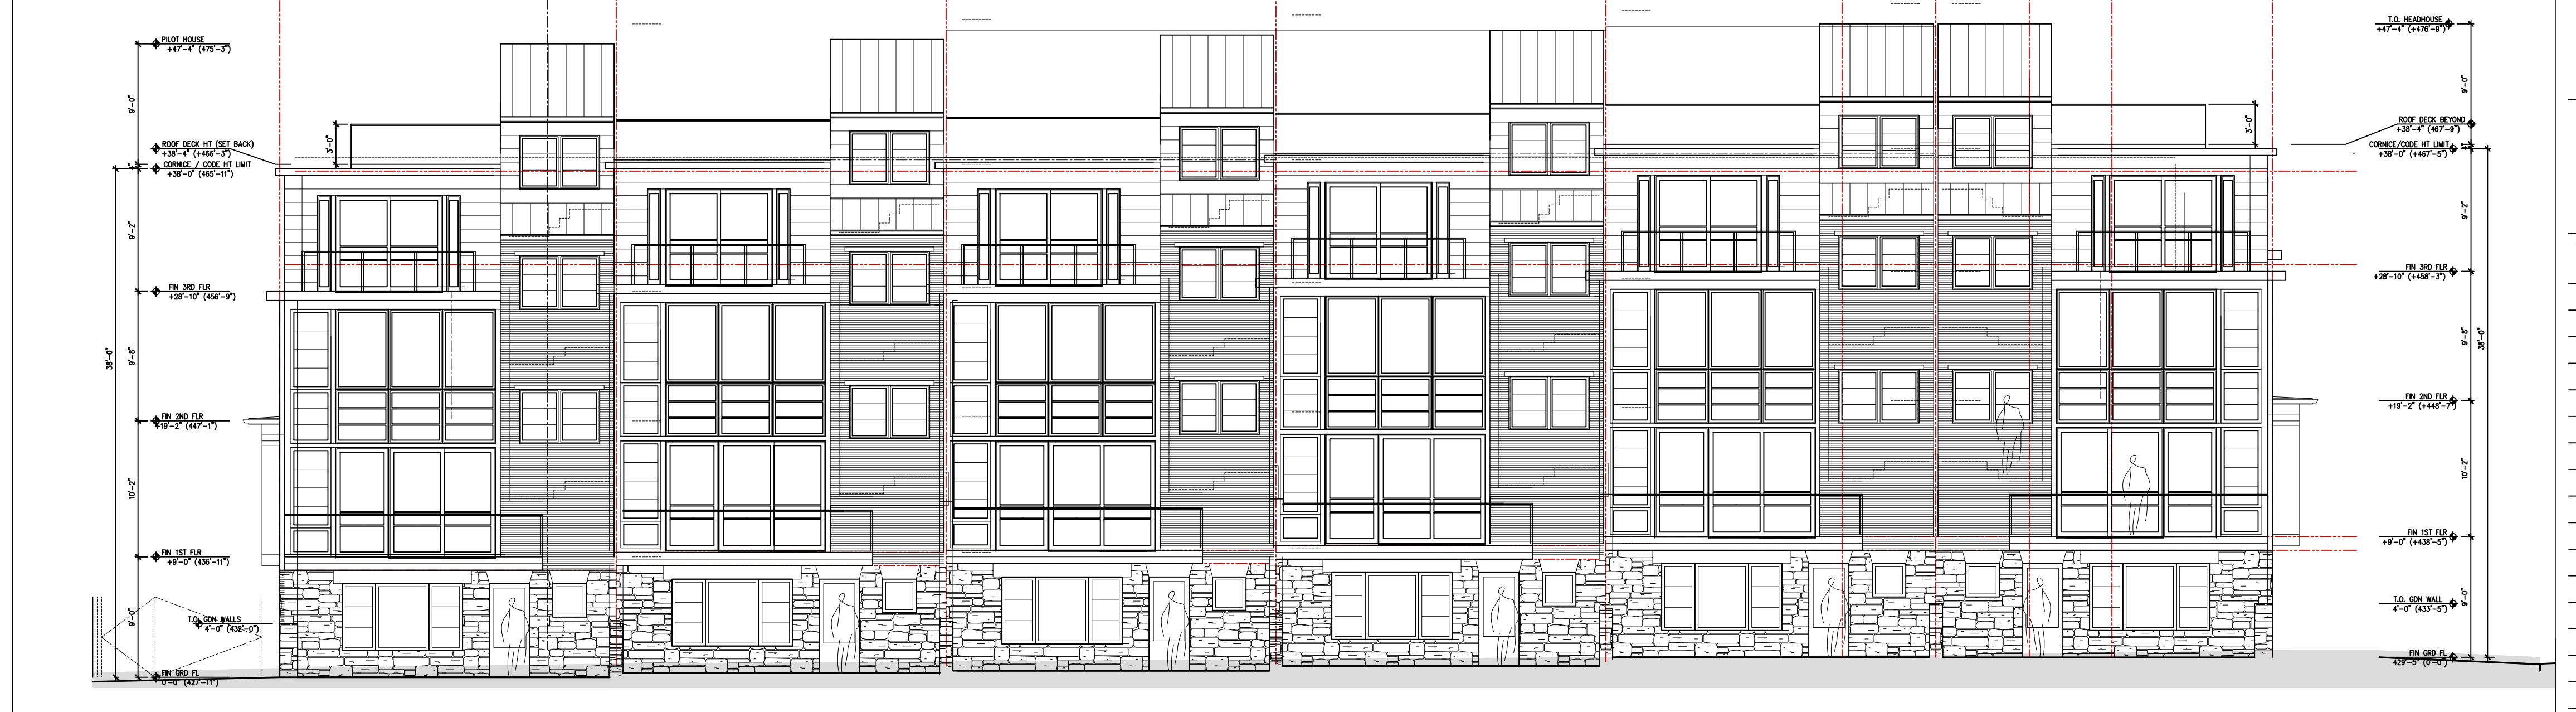 PILOT HOUSE
+47'-4" (475'-3")
9'-0"
3'-0"
ROOF DECK HT (SET BACK)
+38'-4" (+466'-3")
CORNICE / CODE HT LIMIT
+38'-0" (465'-11")
9'-2"
FIN 3RD FLR
+28'-10" (456'-9")
38'-0"
9'-8"
FIN 2ND FLR
+19'-2" (447'-1")
10'-2"
FIN 1ST FLR
+9'-0" (436'-11")
9'-0"
T.O. GDN WALLS
4'-0" (432'-0")
FIN GRD FL
0'-0" (427'-11")
T.O. HEADHOUSE
+47'-4" (+476'-9")
9'-0"
3'-0"
ROOF DECK BEYOND
+38'-4" (467'-9")
CORNICE/CODE HT LIMIT
+38'-0" (+467'-5")
9'-2"
FIN 3RD FLR
+28'-10" (+458'-3")
9'-8"
38'-0"
FIN 2ND FLR
+19'-2" (+448'-7")
10'-2"
FIN 1ST FLR
+9'-0" (+438'-5")
9'-0"
T.O. GDN WALL
4'-0" (433'-5")
FIN GRD FL
429'-5" (0'-0")